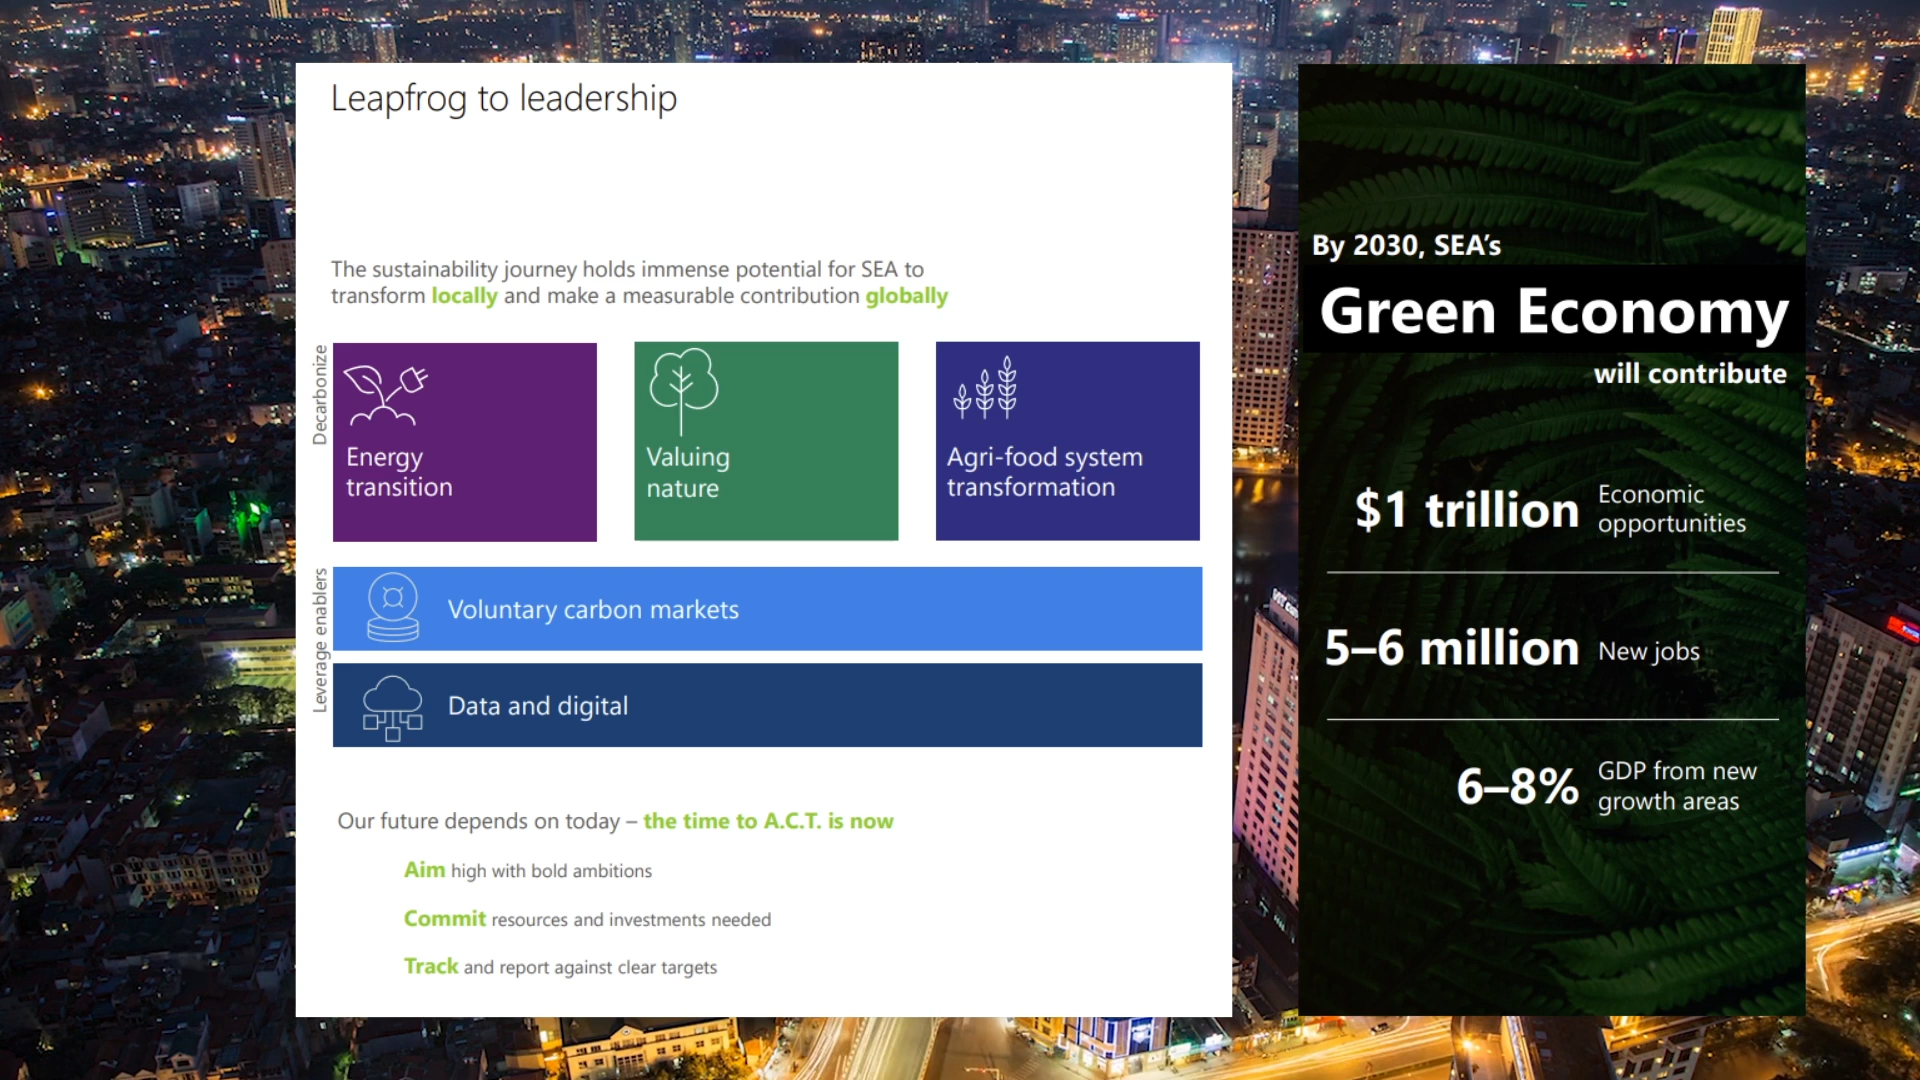 Leapfrog to leadership
The sustainability journey holds immense potential for SEA to
transform locally and make a measurable contribution globally
Decarbonize
Energy
transition
Valuing
nature
Agri-food system
transformation
Leverage enablers
Voluntary carbon markets
Data and digital
Our future depends on today – the time to A.C.T. is now
Aim high with bold ambitions
Commit resources and investments needed
Track and report against clear targets
By 2030, SEA’s
Green Economy
will contribute
$1 trillion
Economic
opportunities
5–6 million
New jobs
6–8%
GDP from new
growth areas